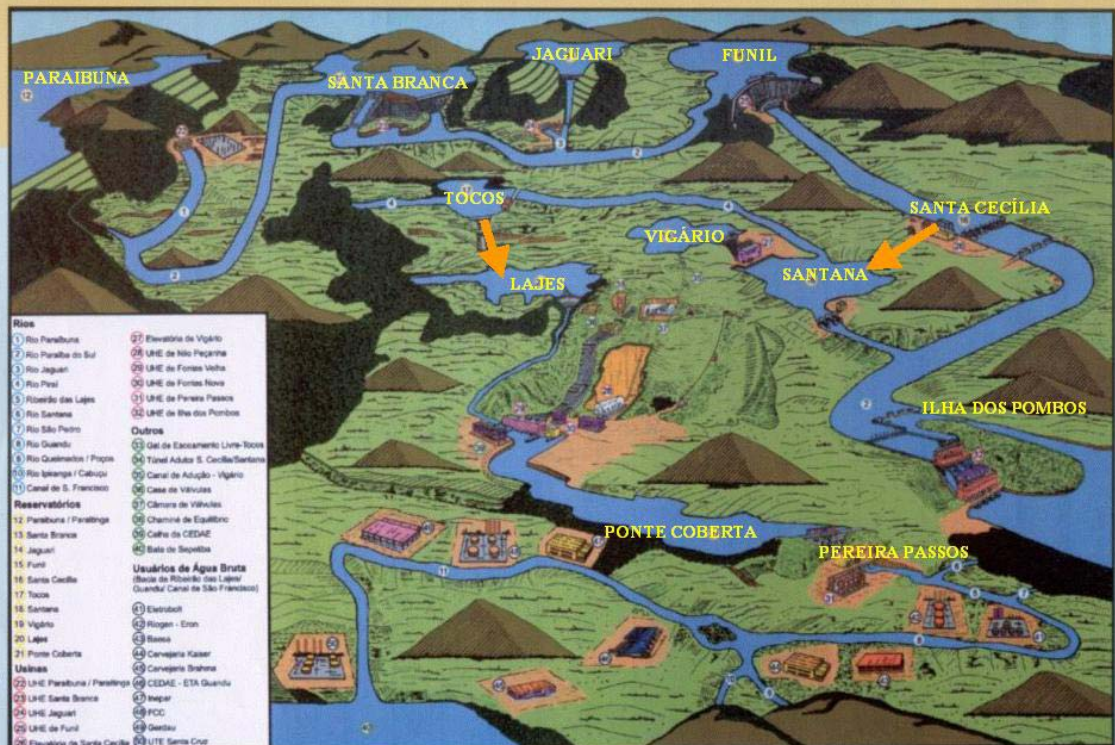 JAGUARI
FUNIL
PARAIBUNA
SANTA BRANCA
TOCOS
SANTA CECÍLIA
VIGÁRIO
LAJES
SANTANA
ILHA DOS POMBOS
PONTE COBERTA
PEREIRA PASSOS
Rios
1 Rio Paraibuna
2 Rio Paraíba do Sul
3 Rio Jaguari
4 Rio Piraí
5 Ribeirão das Lajes
6 Rio Santana
7 Rio São Pedro
8 Rio Guandu
9 Rio Queimados / Poços
10 Rio Ipiranga / Cabuçu
11 Canal de S. Francisco
Reservatórios
12 Paraibuna / Paraitinga
13 Santa Branca
14 Jaguari
15 Funil
16 Santa Cecília
17 Tocos
18 Santana
19 Vigário
20 Lajes
21 Ponte Coberta
Usinas
22 UHE Paraibuna / Paraitinga
23 UHE Santa Branca
24 UHE Jaguari
25 UHE de Funil
26 Elevatória de Santa Cecília
27 Elevatória de Vigário
28 UHE de Nilo Peçanha
29 UHE de Fontes Velha
30 UHE de Fontes Nova
31 UHE de Pereira Passos
32 UHE de Ilha dos Pombos
Outros
33 Gal de Escoamento Livre-Tocos
34 Túnel Adutor S. Cecília/Santana
35 Canal de Adução - Vigário
36 Casa de Válvulas
37 Câmara de Válvulas
38 Chaminé de Equilíbrio
39 Calha da CEDAE
40 Baía de Sepetiba
Usuários de Água Bruta
(Bacia de Ribeirão das Lajes/
Guandu/ Canal de São Francisco)
41 Eletrobolt
42 Riogen - Eron
43 Baesa
44 Cervejaria Kaiser
45 Cervejaria Brahma
46 CEDAE - ETA Guandu
47 Inepar
48 FCC
49 Gerdau
50 UTE Santa Cruz